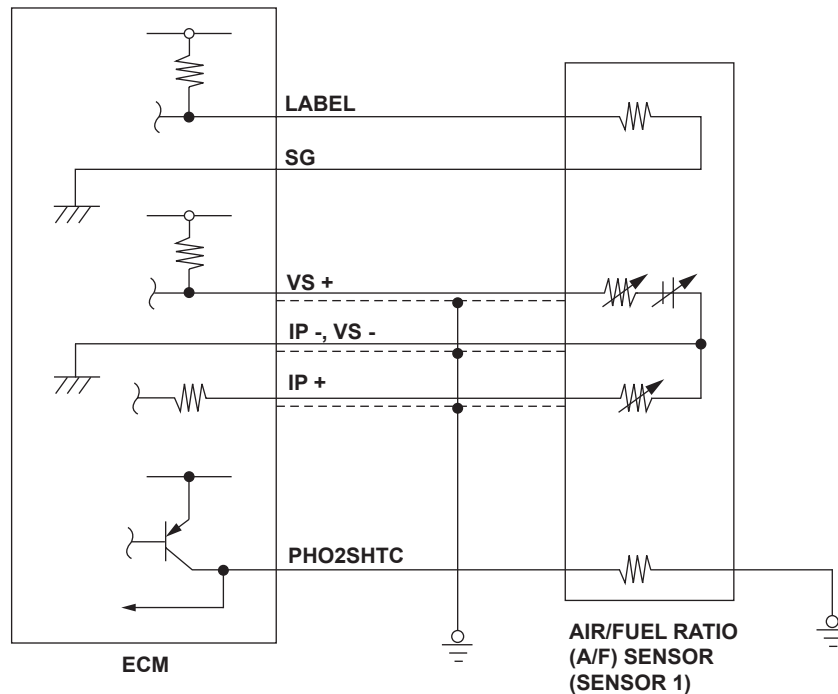 LABEL
SG
VS +
IP -, VS -
IP +
PHO2SHTC
ECM
AIR/FUEL RATIO
(A/F) SENSOR
(SENSOR 1)